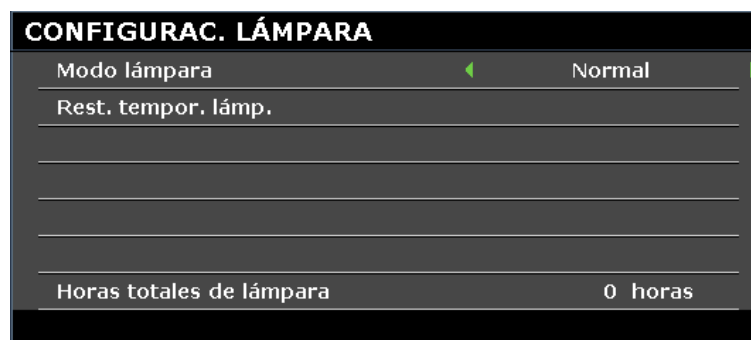 CONFIGURAC. LÁMPARA
Modo lámpara Normal
Rest. tempor. lámp.
Horas totales de lámpara 0 horas